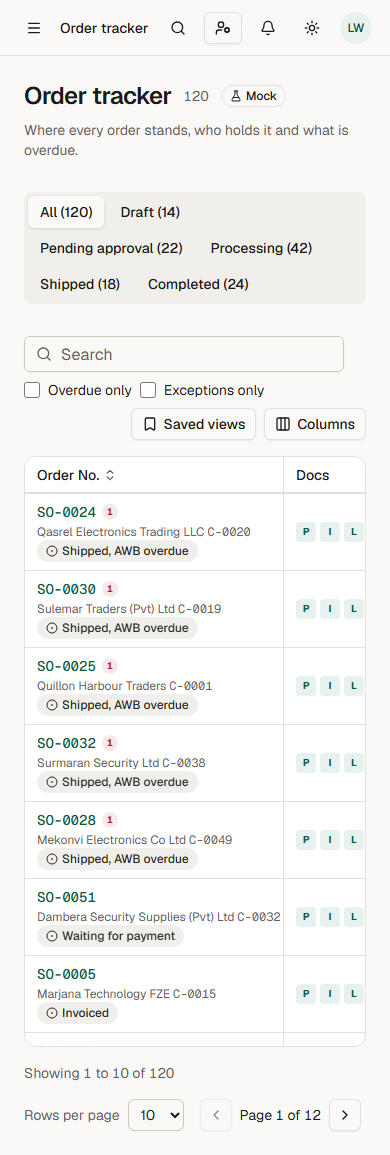 Order tracker
LW
Order tracker 120 Mock
Where every order stands, who holds it and what is
overdue.
All (120) Draft (14)
Pending approval (22) Processing (42)
Shipped (18) Completed (24)
Search
Overdue only Exceptions only
Saved views Columns
Order No. Docs
SO-0024 1
Qasrel Electronics Trading LLC C-0020
Shipped, AWB overdue
P I L
SO-0030 1
Sulemar Traders (Pvt) Ltd C-0019
Shipped, AWB overdue
P I L
SO-0025 1
Quillon Harbour Traders C-0001
Shipped, AWB overdue
P I L
SO-0032 1
Surmaran Security Ltd C-0038
Shipped, AWB overdue
P I L
SO-0028 1
Mekonvi Electronics Co Ltd C-0049
Shipped, AWB overdue
P I L
SO-0051
Dambera Security Supplies (Pvt) Ltd C-0032
Waiting for payment
P I L
SO-0005
Marjana Technology FZE C-0015
Invoiced
P I L
Showing 1 to 10 of 120
Rows per page 10 Page 1 of 12